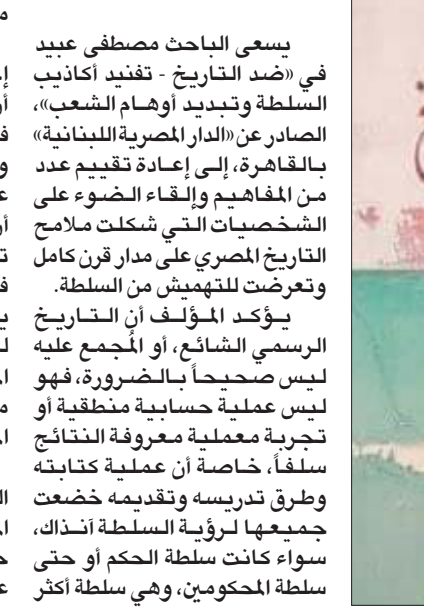 يسعى الباحث مصطفى عبيد
في «ضد التاريخ - تفنيد أكاذيب
السلطة وتبديد أوهام الشعب»،
الصادر عن «الدار المصرية اللبنانية»
بالقاهرة، إلى إعادة تقييم عدد
من المفاهيم وإلقاء الضوء على
الشخصيات التي شكلت ملامح
التاريخ المصري على مدار قرن كامل
وتعرضت للتهميش من السلطة.
يؤكد المؤلف أن التاريخ
الرسمي الشائع، أو المُجمع عليه
ليس صحيحاً بالضرورة، فهو
ليس عملية حسابية منطقية أو
تجربة معملية معروفة النتائج
سلفاً، خاصة أن عملية كتابته
وطرق تدريسه وتقديمه خضعت
جميعها لرؤية السلطة آنذاك،
سواء كانت سلطة الحكم أو حتى
سلطة المحكومين، وهي سلطة أكثر